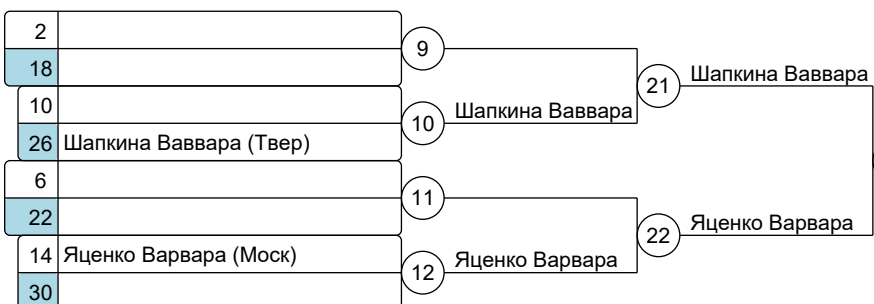 2
18
9
10
26 Шапкина Ваввара (Твер)
10 Шапкина Ваввара
21 Шапкина Ваввара
6
22
11
14 Яценко Варвара (Моск)
30
12 Яценко Варвара
22 Яценко Варвара